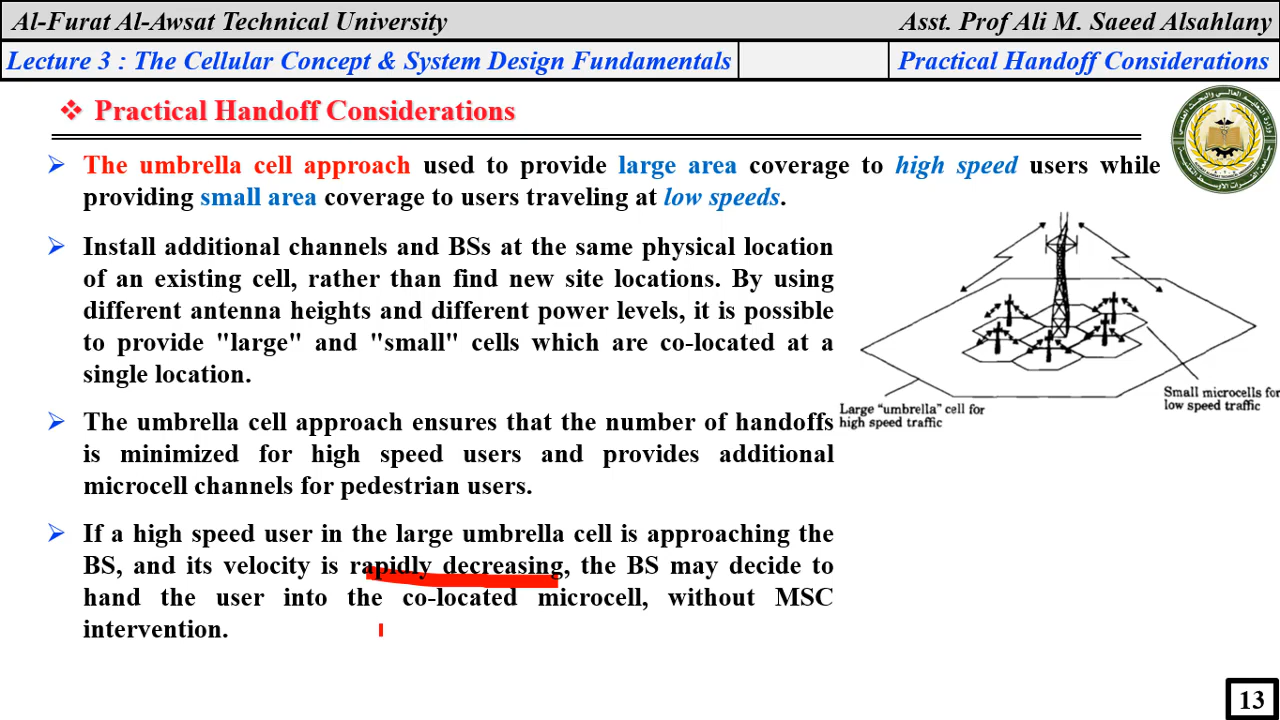 Al-Furat Al-Awsat Technical University
Asst. Prof Ali M. Saeed Alsahlany
Lecture 3 : The Cellular Concept & System Design Fundamentals
Practical Handoff Considerations
❖ Practical Handoff Considerations
➢ The umbrella cell approach used to provide large area coverage to high speed users while
providing small area coverage to users traveling at low speeds.
➢ Install additional channels and BSs at the same physical location
of an existing cell, rather than find new site locations. By using
different antenna heights and different power levels, it is possible
to provide "large" and "small" cells which are co-located at a
single location.
➢ The umbrella cell approach ensures that the number of handoffs
is minimized for high speed users and provides additional
microcell channels for pedestrian users.
➢ If a high speed user in the large umbrella cell is approaching the
BS, and its velocity is rapidly decreasing, the BS may decide to
hand the user into the co-located microcell, without MSC
intervention.
Large "umbrella" cell for
high speed traffic
Small microcells for
low speed traffic
13